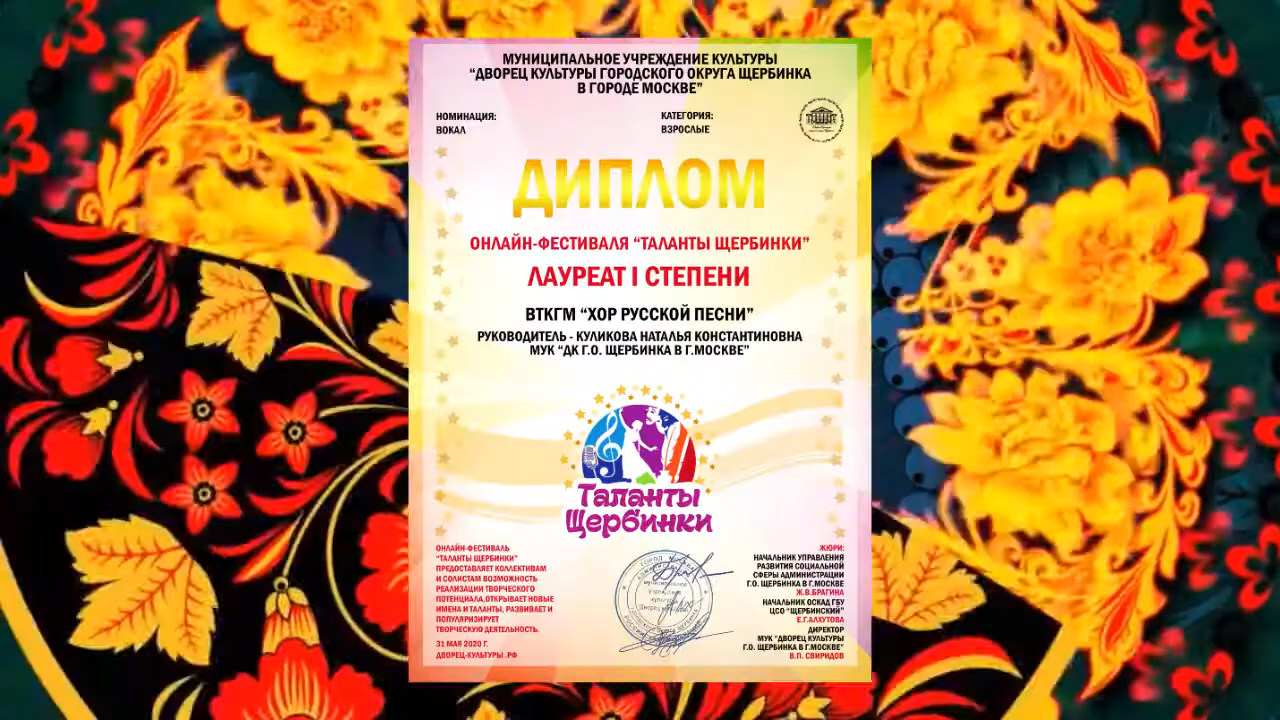 МУНИЦИПАЛЬНОЕ УЧРЕЖДЕНИЕ КУЛЬТУРЫ
“ДВОРЕЦ КУЛЬТУРЫ ГОРОДСКОГО ОКРУГА ЩЕРБИНКА
В ГОРОДЕ МОСКВЕ”
НОМИНАЦИЯ:
ВОКАЛ
КАТЕГОРИЯ:
ВЗРОСЛЫЕ
ДИПЛОМ
ОНЛАЙН-ФЕСТИВАЛЯ “ТАЛАНТЫ ЩЕРБИНКИ”
ЛАУРЕАТ I СТЕПЕНИ
ВТКГМ “ХОР РУССКОЙ ПЕСНИ”
РУКОВОДИТЕЛЬ - КУЛИКОВА НАТАЛЬЯ КОНСТАНТИНОВНА
МУК “ДК Г.О. ЩЕРБИНКА В Г.МОСКВЕ”
Таланты
Щербинки
ОНЛАЙН-ФЕСТИВАЛЬ
“ТАЛАНТЫ ЩЕРБИНКИ”
ПРЕДОСТАВЛЯЕТ КОЛЛЕКТИВАМ
И СОЛИСТАМ ВОЗМОЖНОСТЬ
РЕАЛИЗАЦИИ ТВОРЧЕСКОГО
ПОТЕНЦИАЛА,ОТКРЫВАЕТ НОВЫЕ
ИМЕНА И ТАЛАНТЫ, РАЗВИВАЕТ И
ПОПУЛЯРИЗИРУЕТ
ТВОРЧЕСКУЮ ДЕЯТЕЛЬНОСТЬ.
31 МАЯ 2020 Г.
ДВОРЕЦ-КУЛЬТУРЫ.РФ
ЖЮРИ:
НАЧАЛЬНИК УПРАВЛЕНИЯ
РАЗВИТИЯ СОЦИАЛЬНОЙ
СФЕРЫ АДМИНИСТРАЦИИ
Г.О. ЩЕРБИНКА В Г.МОСКВЕ
Ж.В.БРАГИНА
НАЧАЛЬНИК ОСКАД ГБУ
ЦСО “ЩЕРБИНСКИЙ”
Е.Г.АЛХУТОВА
ДИРЕКТОР
МУК “ДВОРЕЦ КУЛЬТУРЫ
Г.О. ЩЕРБИНКА В Г.МОСКВЕ”
В.П. СВИРИДОВ